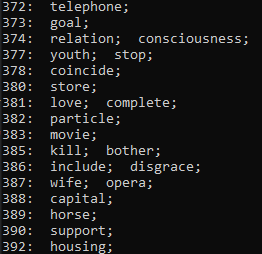 372:  telephone;
373:  goal;
374:  relation;  consciousness;
377:  youth;  stop;
378:  coincide;
380:  store;
381:  love;  complete;
382:  particle;
383:  movie;
385:  kill;  bother;
386:  include;  disgrace;
387:  wife;  opera;
388:  capital;
389:  horse;
390:  support;
392:  housing;